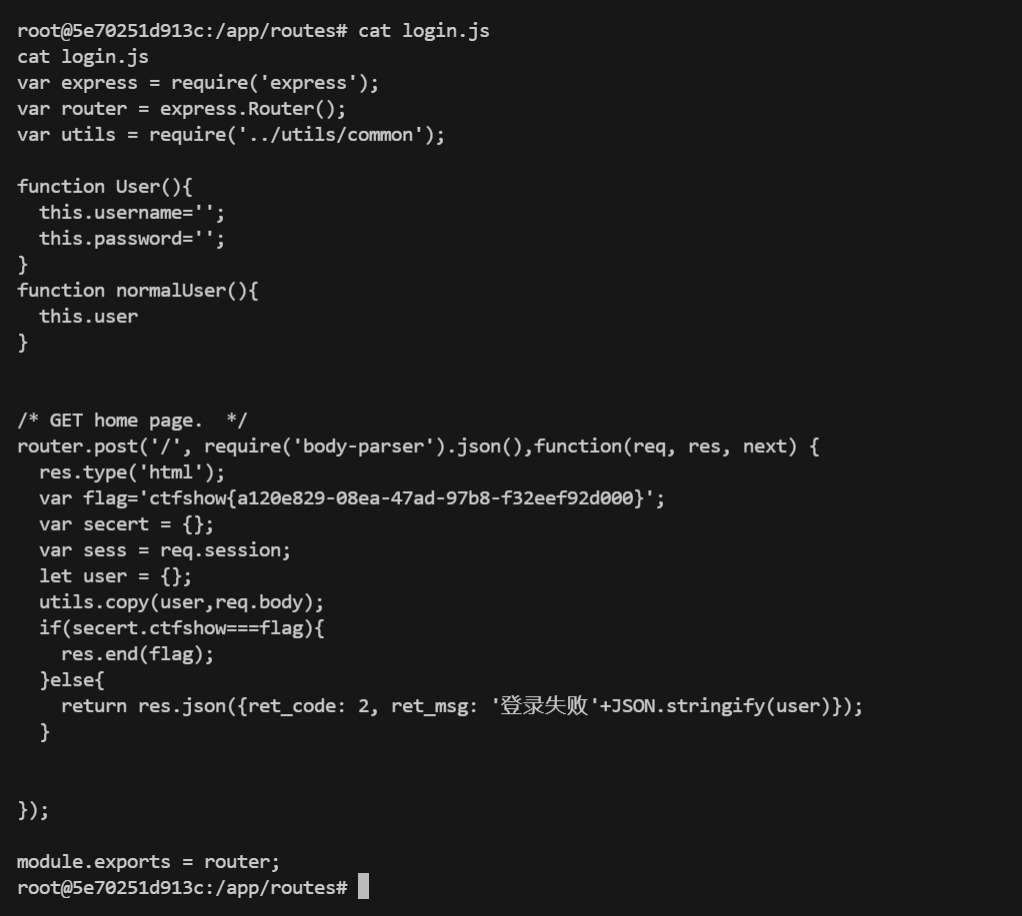 root@5e70251d913c:/app/routes# cat login.js
cat login.js
var express = require('express');
var router = express.Router();
var utils = require('../utils/common');
function User(){
  this.username='';
  this.password='';
}
function normalUser(){
  this.user
}
/* GET home page.  */
router.post('/', require('body-parser').json(),function(req, res, next) {
  res.type('html');
  var flag='ctfshow{a120e829-08ea-47ad-97b8-f32eef92d000}';
  var secert = {};
  var sess = req.session;
  let user = {};
  utils.copy(user,req.body);
  if(secert.ctfshow===flag){
    res.end(flag);
  }else{
    return res.json({ret_code: 2, ret_msg: '登录失败'+JSON.stringify(user)});
  }
});
module.exports = router;
root@5e70251d913c:/app/routes#